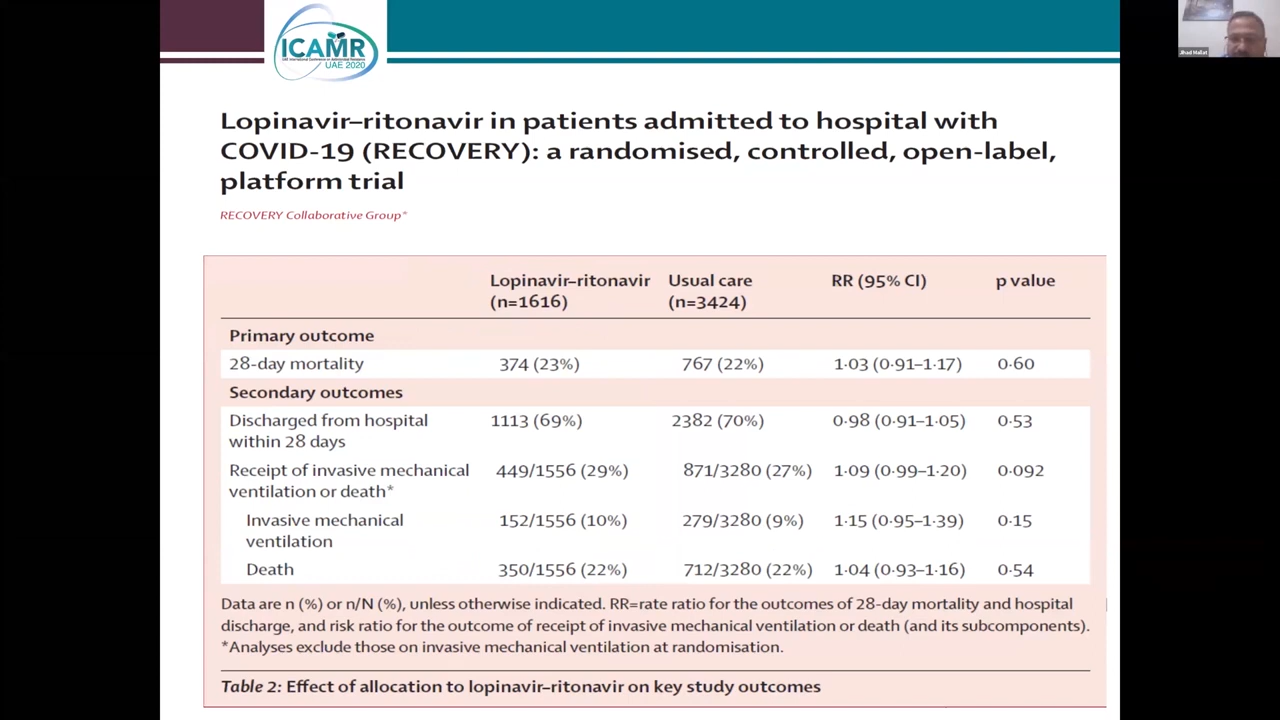 ICAMR
UAE 2020
Jihad Mallat
Lopinavir–ritonavir in patients admitted to hospital with
COVID-19 (RECOVERY): a randomised, controlled, open-label,
platform trial
RECOVERY Collaborative Group*
Lopinavir–ritonavir (n=1616) Usual care (n=3424) RR (95% CI) p value
Primary outcome
28-day mortality 374 (23%) 767 (22%) 1·03 (0·91–1·17) 0·60
Secondary outcomes
Discharged from hospital within 28 days 1113 (69%) 2382 (70%) 0·98 (0·91–1·05) 0·53
Receipt of invasive mechanical ventilation or death* 449/1556 (29%) 871/3280 (27%) 1·09 (0·99–1·20) 0·092
Invasive mechanical ventilation 152/1556 (10%) 279/3280 (9%) 1·15 (0·95–1·39) 0·15
Death 350/1556 (22%) 712/3280 (22%) 1·04 (0·93–1·16) 0·54
Data are n (%) or n/N (%), unless otherwise indicated. RR=rate ratio for the outcomes of 28-day mortality and hospital
discharge, and risk ratio for the outcome of receipt of invasive mechanical ventilation or death (and its subcomponents).
*Analyses exclude those on invasive mechanical ventilation at randomisation.
Table 2: Effect of allocation to lopinavir–ritonavir on key study outcomes